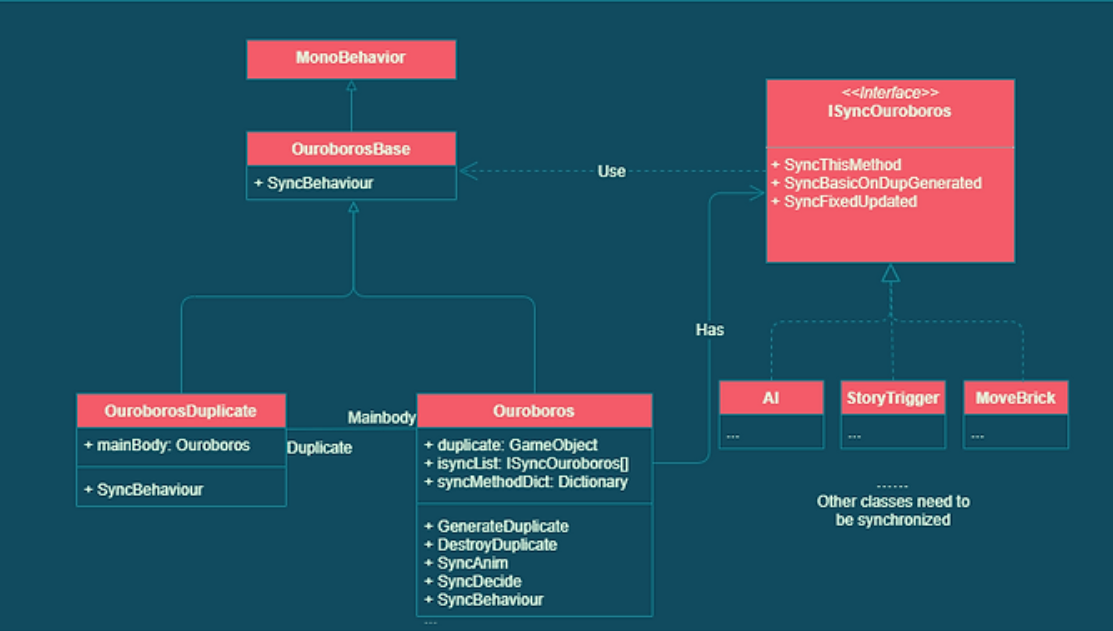 MonoBehavior
OuroborosBase
+ SyncBehaviour
<<Interface>>
ISyncOuroboros
+ SyncThisMethod
+ SyncBasicOnDupGenerated
+ SyncFixedUpdated
Use
Has
OuroborosDuplicate
+ mainBody: Ouroboros
+ SyncBehaviour
Mainbody
Duplicate
Ouroboros
+ duplicate: GameObject
+ isyncList: ISyncOuroboros[]
+ syncMethodDict: Dictionary
+ GenerateDuplicate
+ DestroyDuplicate
+ SyncAnim
+ SyncDecide
+ SyncBehaviour
...
AI
...
StoryTrigger
...
MoveBrick
...
......
Other classes need to
be synchronized